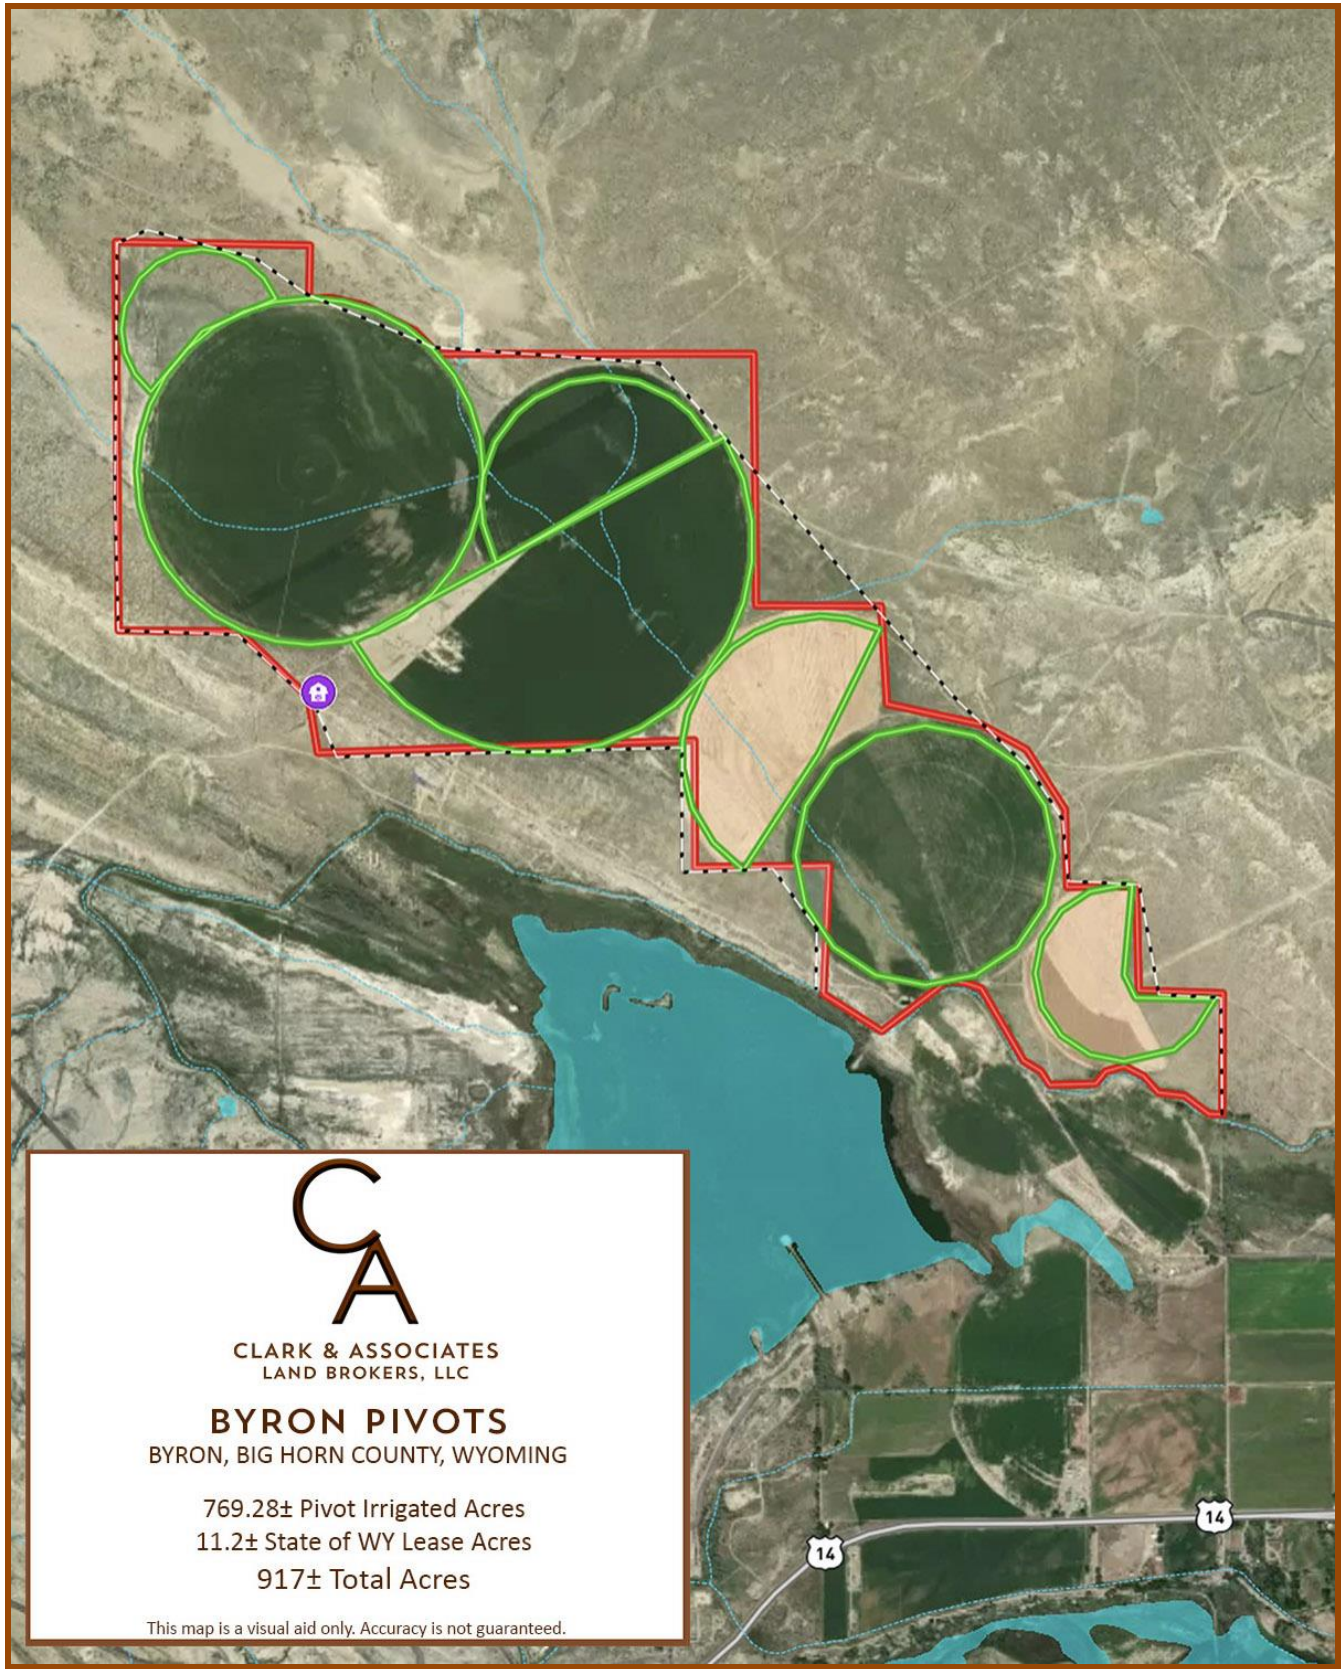 CA
CLARK & ASSOCIATES
LAND BROKERS, LLC
BYRON PIVOTS
BYRON, BIG HORN COUNTY, WYOMING
769.28± Pivot Irrigated Acres
11.2± State of WY Lease Acres
917± Total Acres
This map is a visual aid only. Accuracy is not guaranteed.
14
14